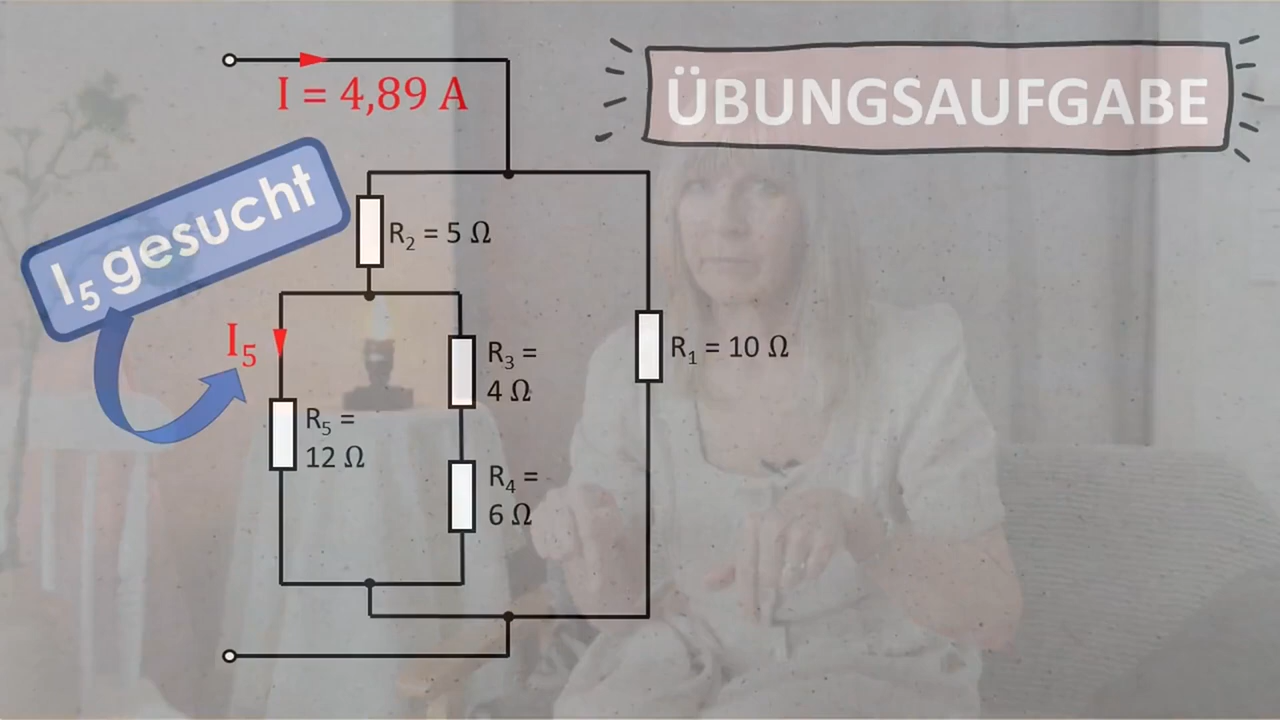 I = 4,89 A
ÜBUNGSAUFGABE
I₅ gesucht
R₂ = 5 Ω
I₅
R₃ =
4 Ω
R₁ = 10 Ω
R₅ =
12 Ω
R₄ =
6 Ω